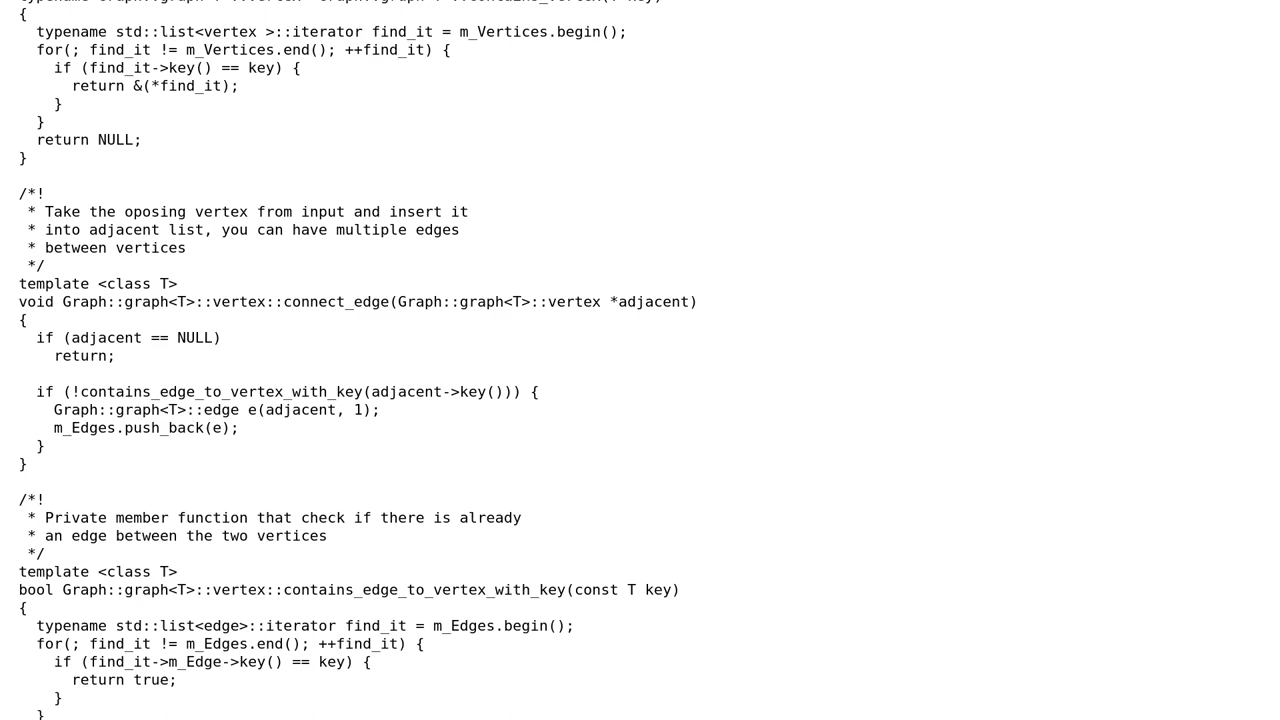 {
  typename std::list<vertex >::iterator find_it = m_Vertices.begin();
  for(; find_it != m_Vertices.end(); ++find_it) {
    if (find_it->key() == key) {
      return &(*find_it);
    }
  }
  return NULL;
}

/*!
 * Take the oposing vertex from input and insert it
 * into adjacent list, you can have multiple edges
 * between vertices
 */
template <class T>
void Graph::graph<T>::vertex::connect_edge(Graph::graph<T>::vertex *adjacent)
{
  if (adjacent == NULL)
    return;

  if (!contains_edge_to_vertex_with_key(adjacent->key())) {
    Graph::graph<T>::edge e(adjacent, 1);
    m_Edges.push_back(e);
  }
}

/*!
 * Private member function that check if there is already
 * an edge between the two vertices
 */
template <class T>
bool Graph::graph<T>::vertex::contains_edge_to_vertex_with_key(const T key)
{
  typename std::list<edge>::iterator find_it = m_Edges.begin();
  for(; find_it != m_Edges.end(); ++find_it) {
    if (find_it->m_Edge->key() == key) {
      return true;
    }
  }